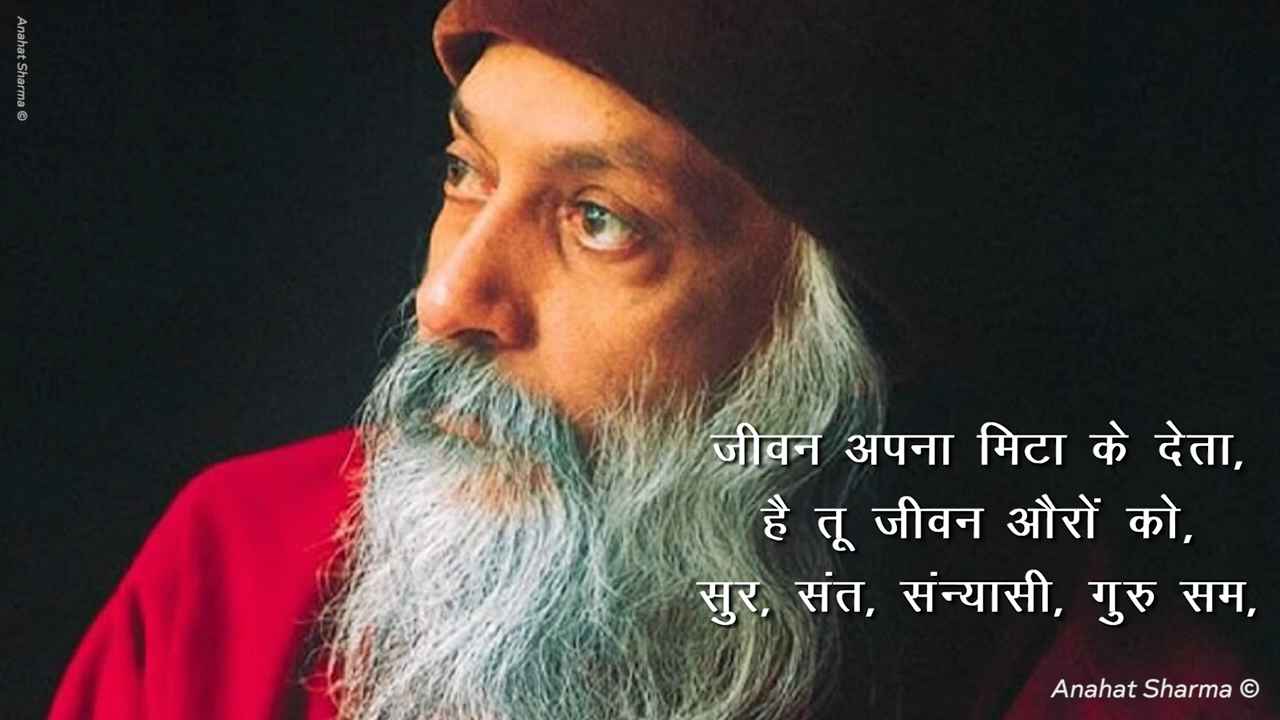 Anahat Sharma ©
जीवन अपना मिटा के देता,
है तू जीवन औरों को,
सुर, संत, संन्यासी, गुरु सम,
Anahat Sharma ©